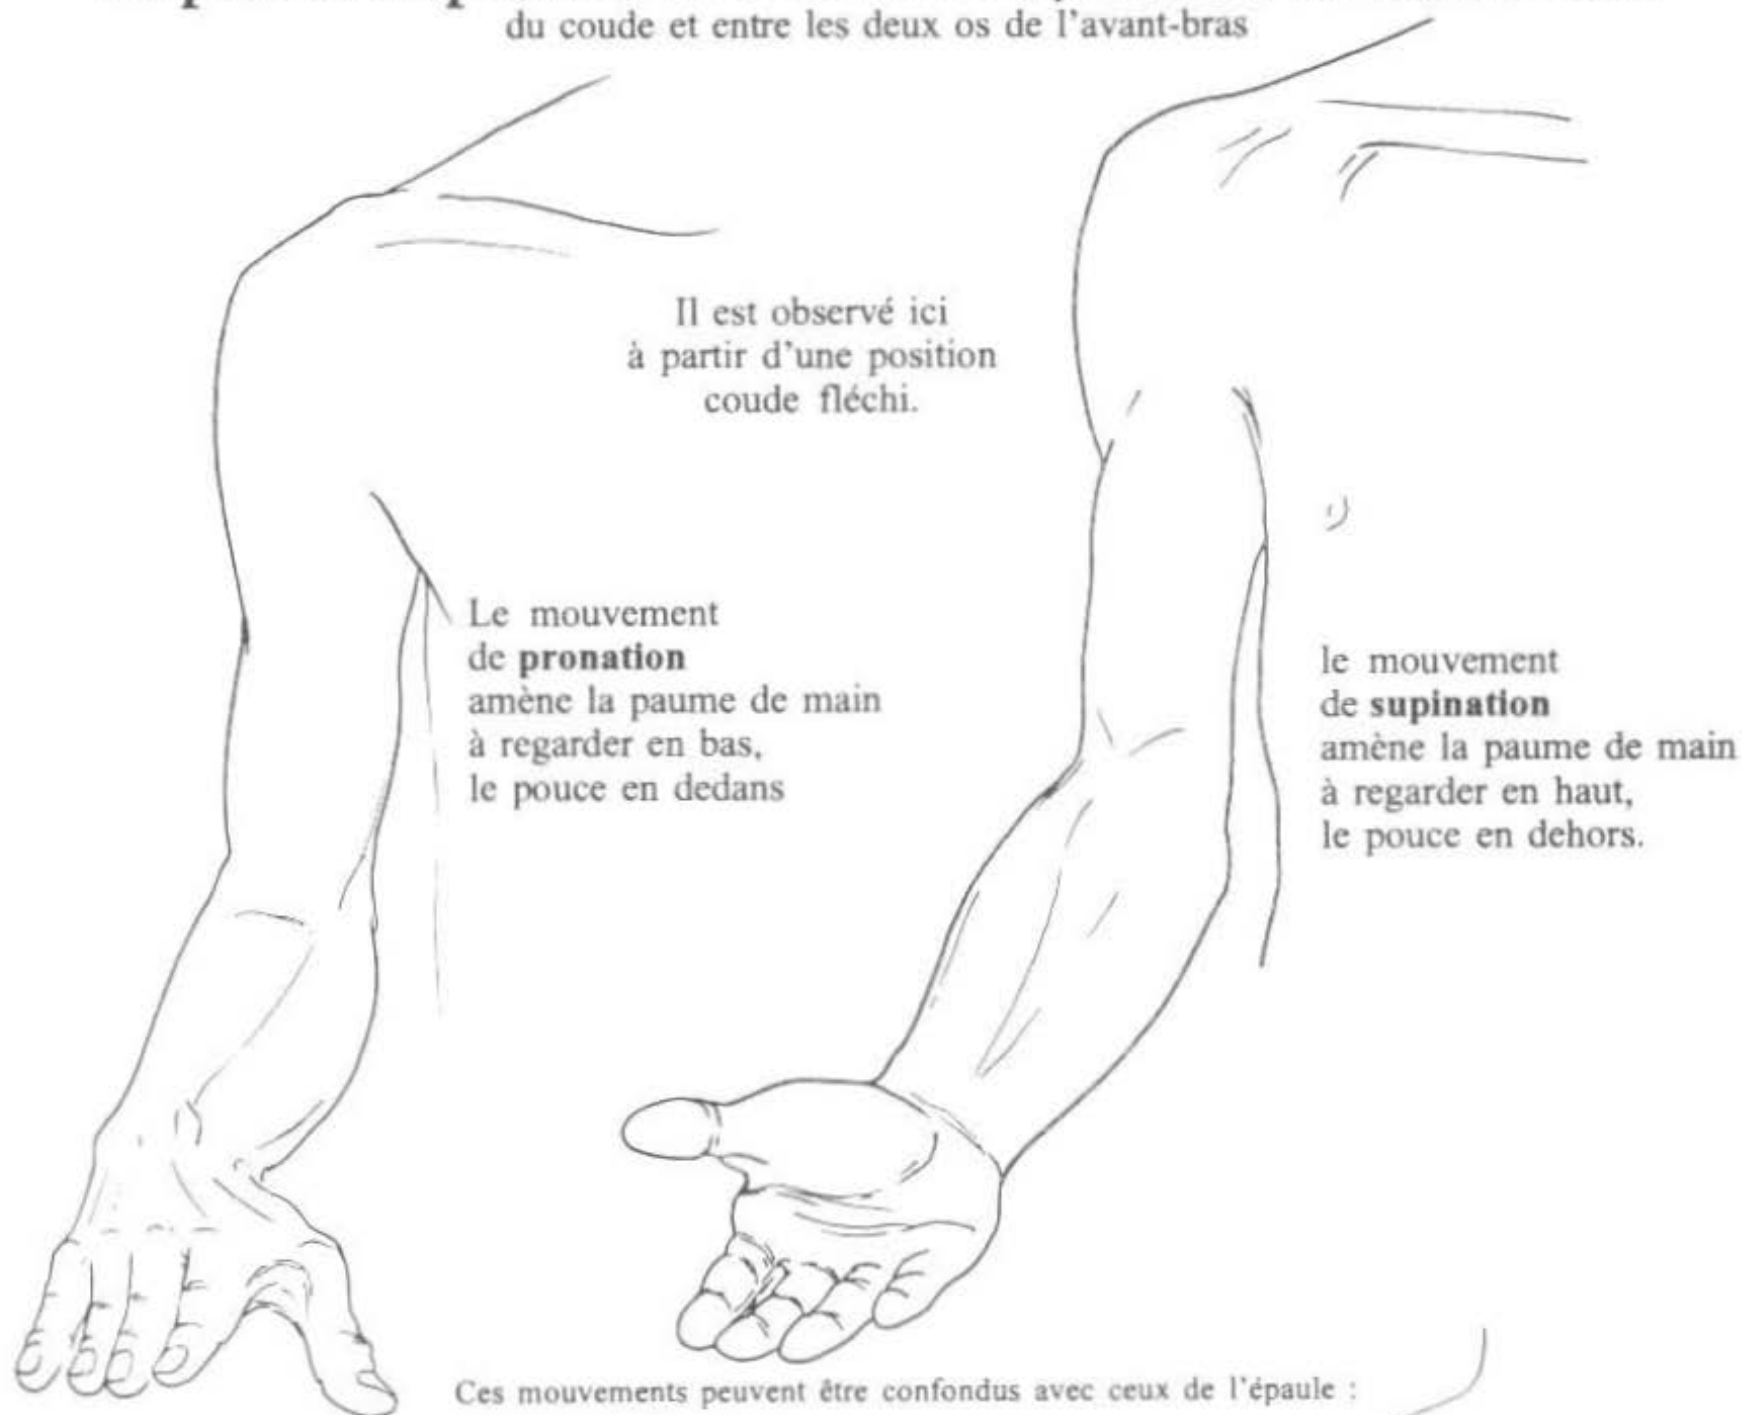 du coude et entre les deux os de l'avant-bras
Il est observé ici
à partir d'une position
coude fléchi.
Le mouvement
de pronation
amène la paume de main
à regarder en bas,
le pouce en dedans
le mouvement
de supination
amène la paume de main
à regarder en haut,
le pouce en dehors.
Ces mouvements peuvent être confondus avec ceux de l'épaule :